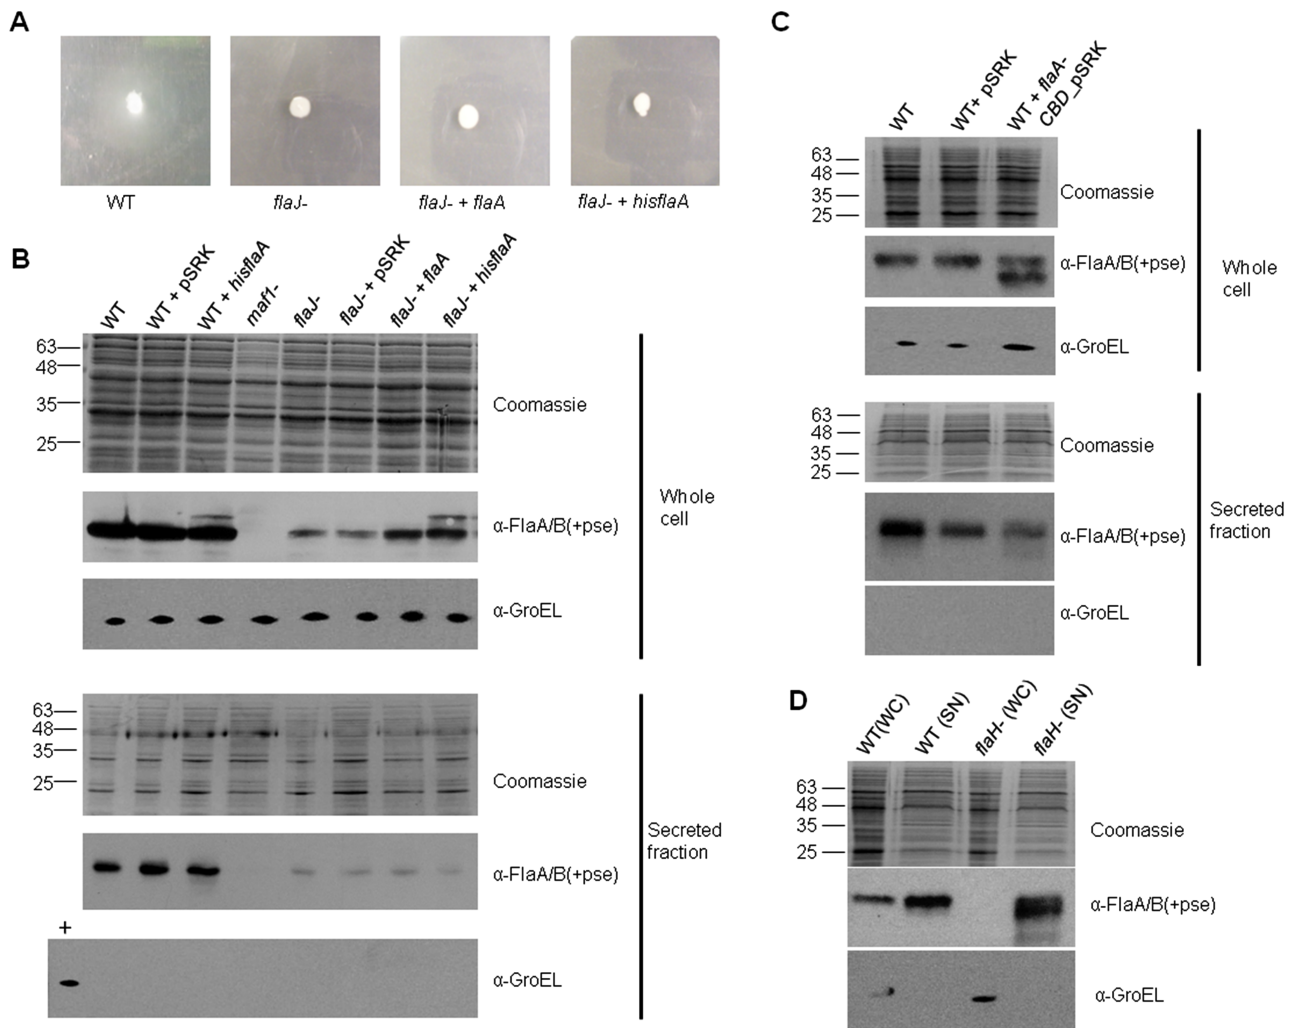 A
WT
flaJ-
flaJ- + flaA
flaJ- + hisflaA
B
WT
WT + pSRK
WT + hisflaA
maf1-
flaJ-
flaJ- + pSRK
flaJ- + flaA
flaJ- + hisflaA
63
48
35
25
Coomassie
α-FlaA/B(+pse)
α-GroEL
Whole
cell
63
48
35
25
Coomassie
α-FlaA/B(+pse)
+
α-GroEL
Secreted
fraction
C
WT
WT+ pSRK
WT + flaA-
CBD_pSRK
63
48
35
25
Coomassie
α-FlaA/B(+pse)
α-GroEL
Whole
cell
63
48
35
25
Coomassie
α-FlaA/B(+pse)
α-GroEL
Secreted
fraction
D
WT(WC)
WT (SN)
flaH- (WC)
flaH- (SN)
63
48
35
25
Coomassie
α-FlaA/B(+pse)
α-GroEL